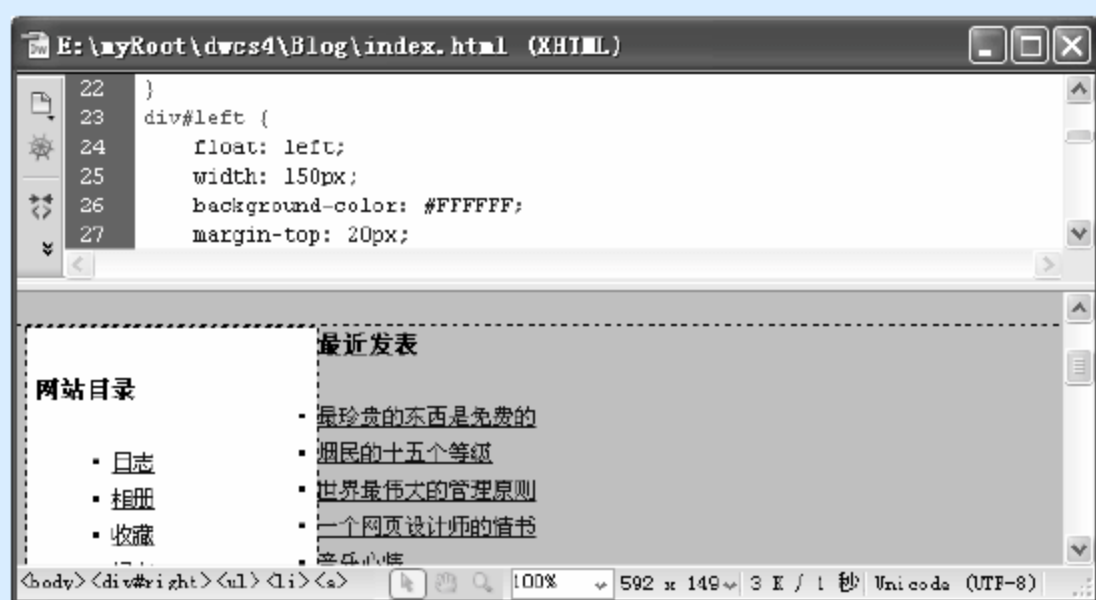 E:\myRoot\dwcs4\Blog\index.html (XHTML)
22 }
23 div#left {
24 float: left;
25 width: 150px;
26 background-color: #FFFFFF;
27 margin-top: 20px;
最近发表
网站目录
▪ 最珍贵的东西是免费的
▪ 烟民的十五个等级
▪ 日志
▪ 世界最伟大的管理原则
▪ 相册
▪ 一个网页设计师的情书
▪ 收藏
▪ 音乐心情
<body> <div#right> <ul> <li> <a> 100% 592 x 149 3 K / 1 秒 Unicode (UTF-8)